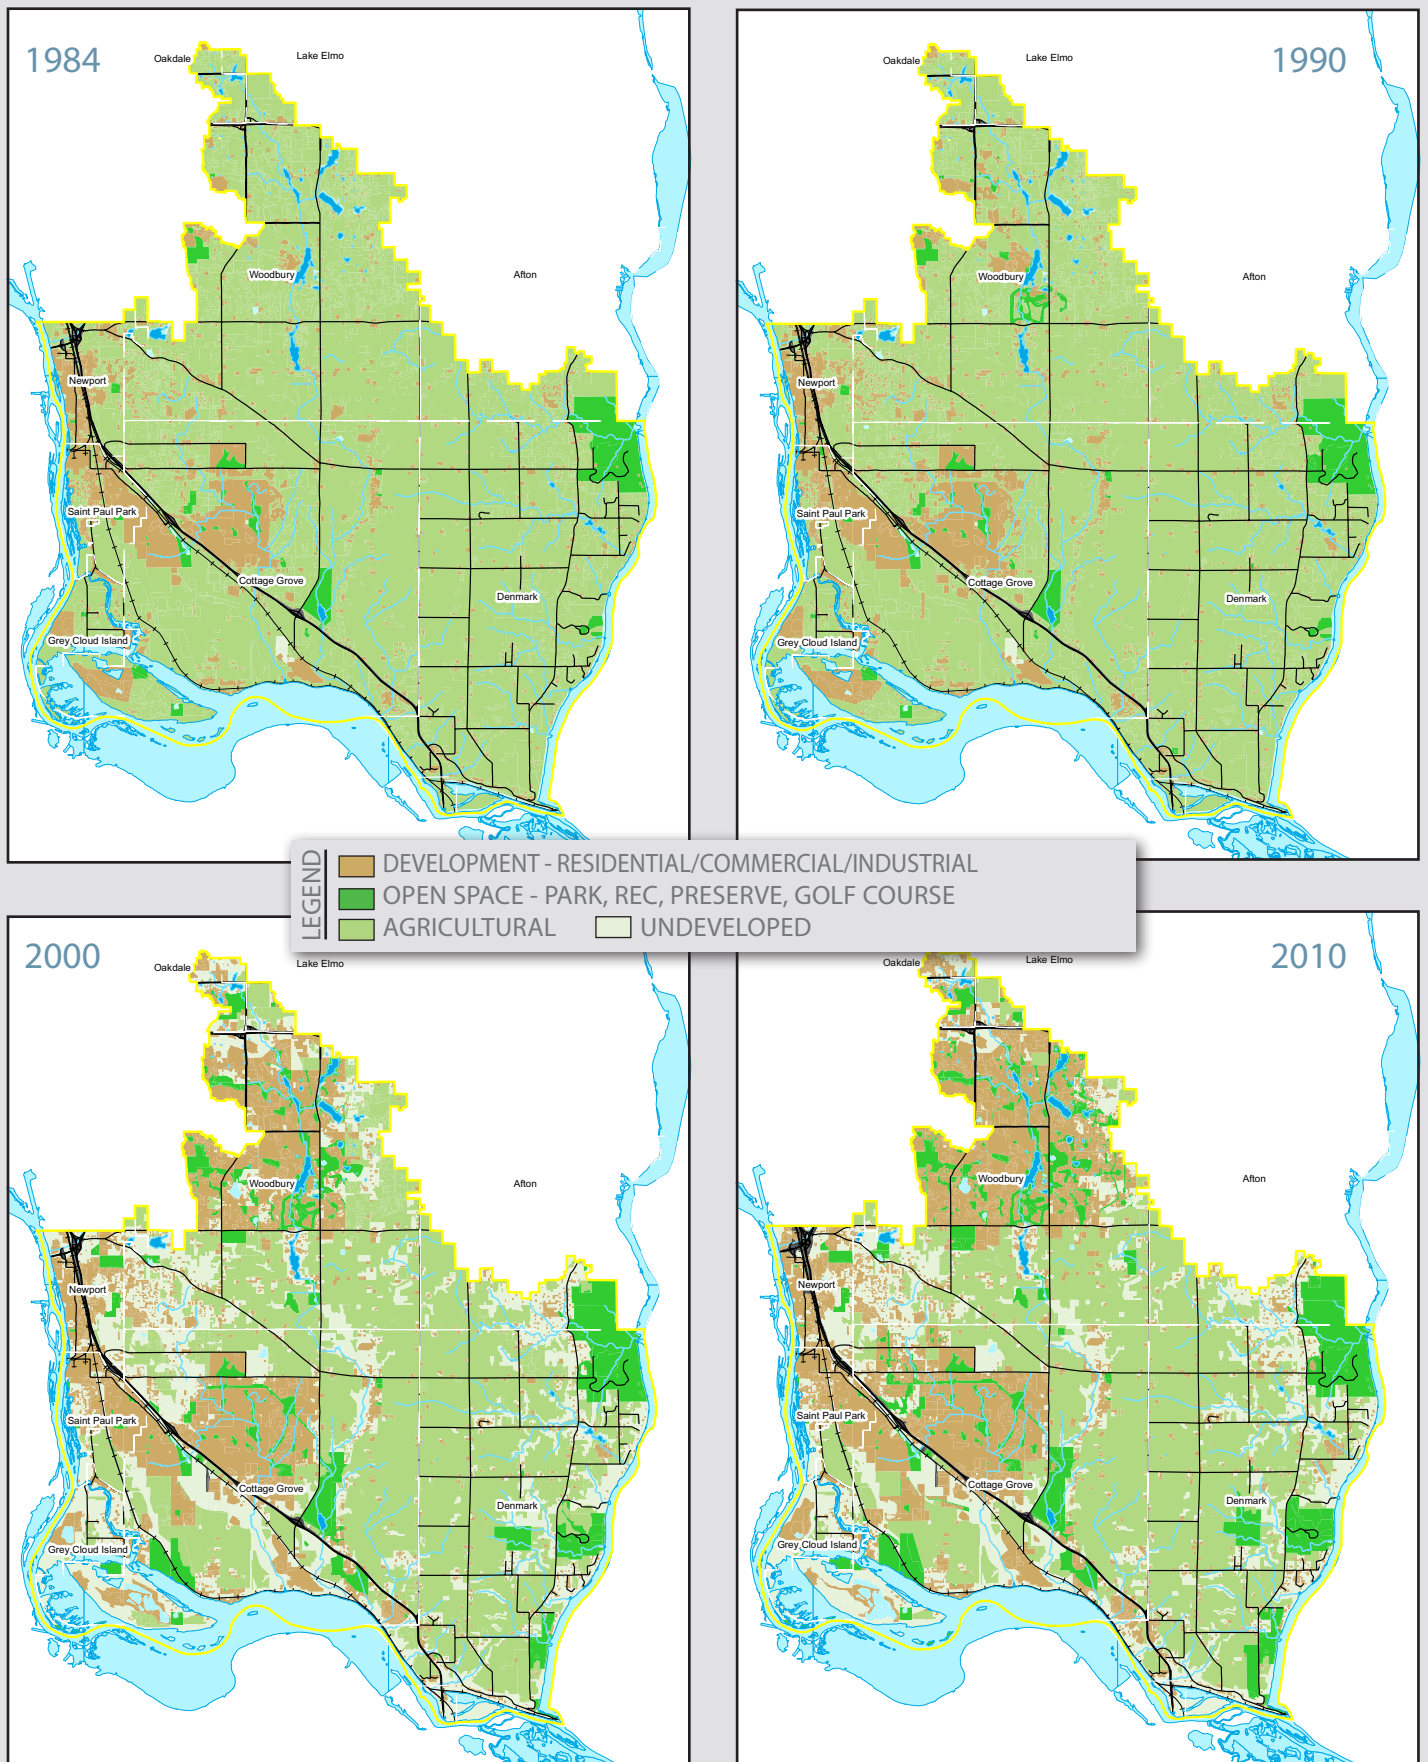 1984
Oakdale
Lake Elmo
Woodbury
Afton
Newport
Saint Paul Park
Cottage Grove
Denmark
Grey Cloud Island
1990
Oakdale
Lake Elmo
Woodbury
Afton
Newport
Saint Paul Park
Cottage Grove
Denmark
Grey Cloud Island
LEGEND
DEVELOPMENT - RESIDENTIAL/COMMERCIAL/INDUSTRIAL
OPEN SPACE - PARK, REC, PRESERVE, GOLF COURSE
AGRICULTURAL UNDEVELOPED
2000
Oakdale
Lake Elmo
Woodbury
Afton
Newport
Saint Paul Park
Cottage Grove
Denmark
Grey Cloud Island
2010
Oakdale
Lake Elmo
Woodbury
Afton
Newport
Saint Paul Park
Cottage Grove
Denmark
Grey Cloud Island